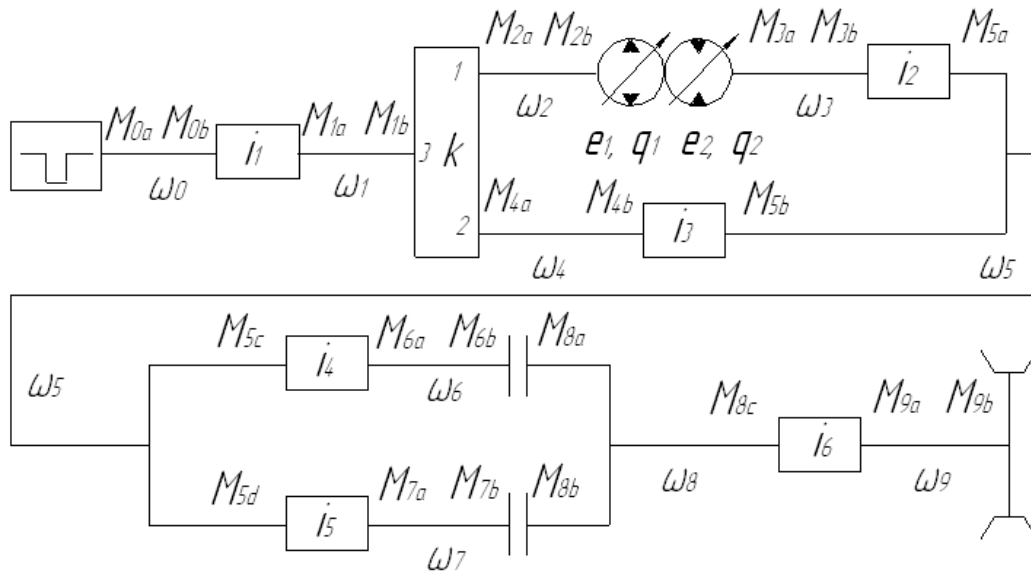 M2a M2b M3a M3b M5a
1 i2
M0a M0b M1a M1b ω2 ω3
i1 3 k e1, q1 e2, q2
ω0 ω1 M4a M4b M5b
2 i3
ω4 ω5
M5c M6a M6b M8a
ω5 i4 M8c M9a M9b
ω6
i6
M5d M7a M7b M8b ω8 ω9
i5
ω7